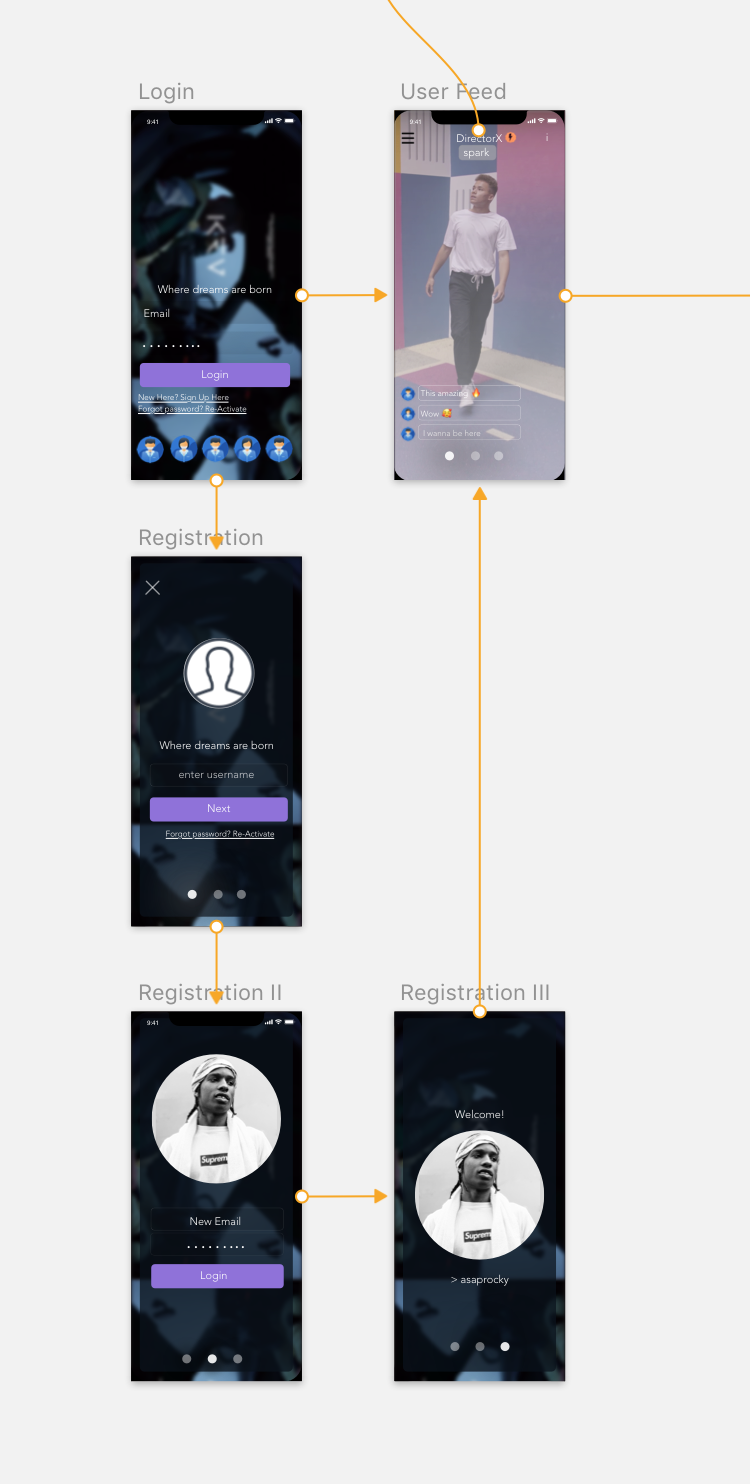 Login
9:41
Where dreams are born
Email
Login
New Here? Sign Up Here
Forgot password? Re-Activate
User Feed
9:41
DirectorX
i
spark
This amazing 🔥
Wow 🥰
I wanna be here
Registration
Where dreams are born
enter username
Next
Forgot password? Re-Activate
Registration II
9:41
Suprem
New Email
Login
Registration III
Welcome!
Suprem
> asaprocky